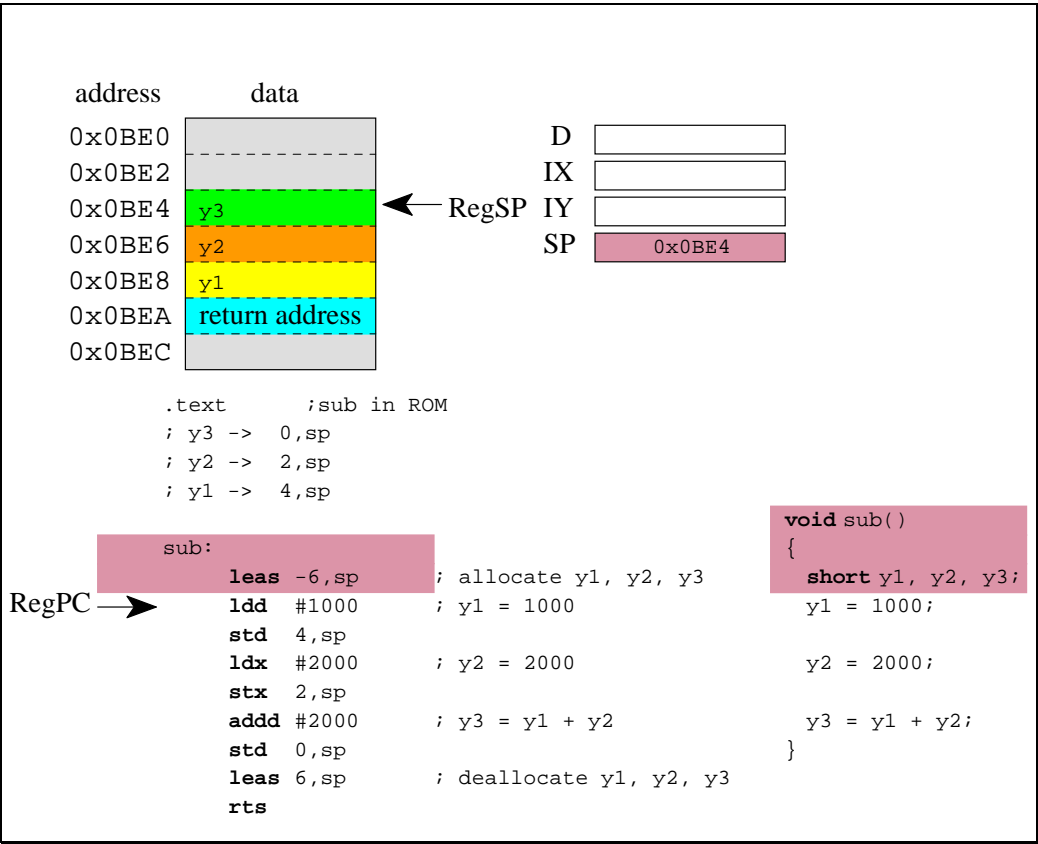 address data
0x0BE0 D
0x0BE2 IX
0x0BE4 y3 RegSP IY
0x0BE6 y2 SP 0x0BE4
0x0BE8 y1
0x0BEA return address
0x0BEC
.text ;sub in ROM
; y3 -> 0,sp
; y2 -> 2,sp
; y1 -> 4,sp
void sub()
sub: {
leas -6,sp ; allocate y1, y2, y3 short y1, y2, y3;
RegPC ldd #1000 ; y1 = 1000 y1 = 1000;
std 4,sp
ldx #2000 ; y2 = 2000 y2 = 2000;
stx 2,sp
addd #2000 ; y3 = y1 + y2 y3 = y1 + y2;
std 0,sp }
leas 6,sp ; deallocate y1, y2, y3
rts